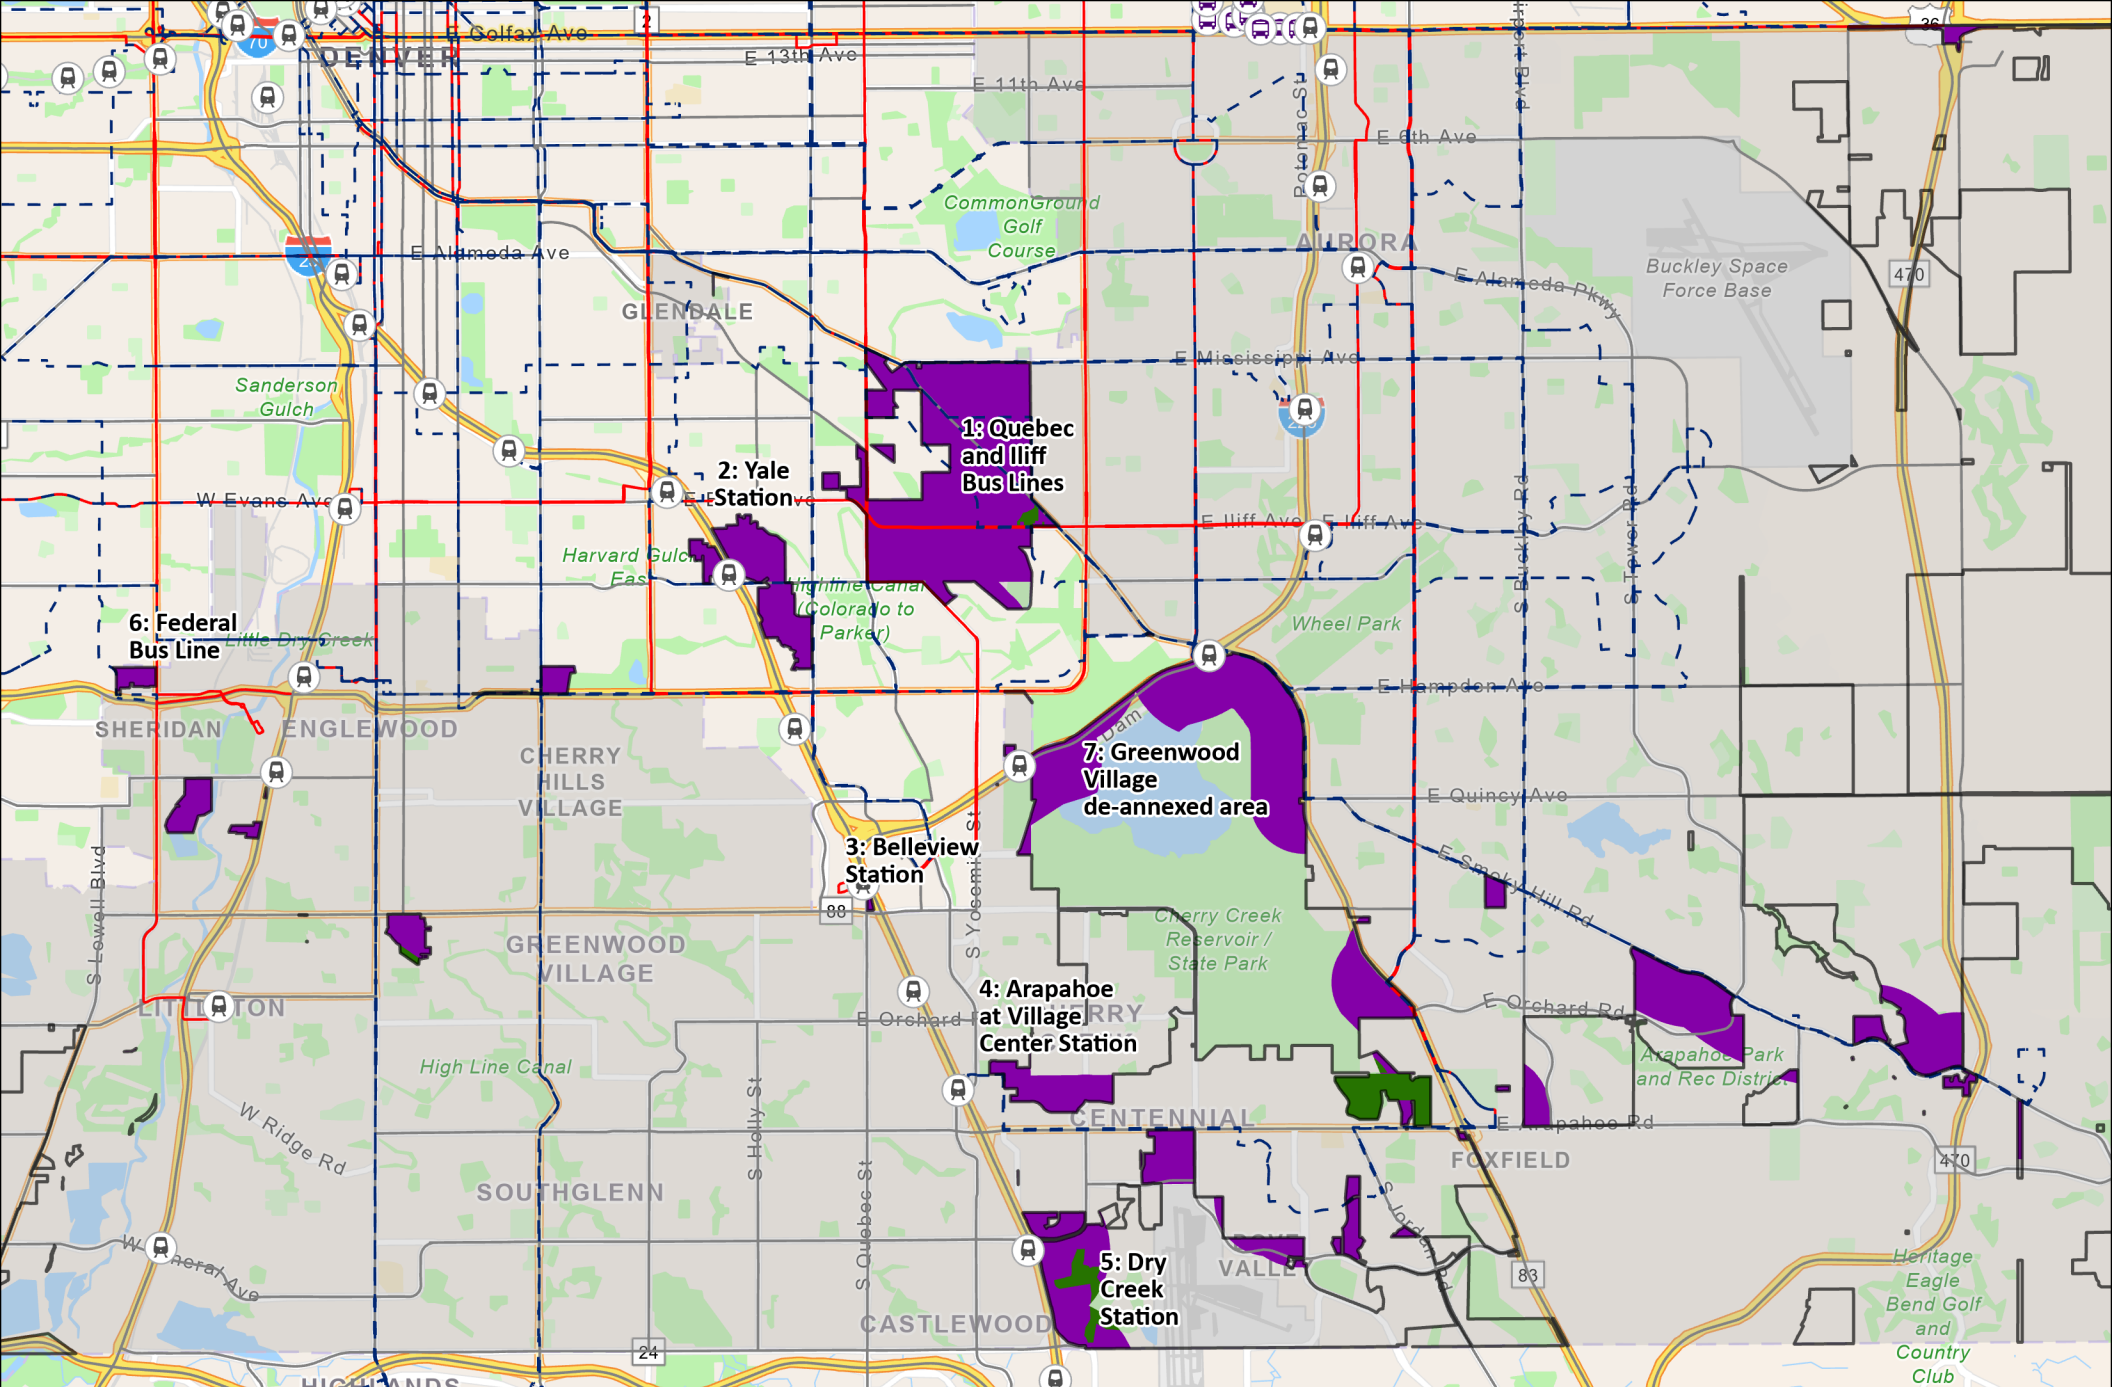 2
36
E Colfax Ave
70
DENVER
E 13th Ave
E 11th Ave
Potomac St
E 6th Ave
CommonGround
Golf
Course
AURORA
E Alameda Ave
E Alameda Pkwy
Buckley Space
Force Base
470
GLENDALE
E Mississippi Ave
Sanderson
Gulch
1: Quebec
and Iliff
Bus Lines
2: Yale
Station
W Evans Ave
E Iliff Ave
E Iliff Ave
S Buckley Rd
S Tower Rd
Harvard Gulch
East
Highline Canal
(Colorado to
Parker)
6: Federal
Bus Line
Little Dry Creek
Wheel Park
E Hampden Ave
SHERIDAN
ENGLEWOOD
CHERRY
HILLS
VILLAGE
Dam
7: Greenwood
Village
de-annexed area
E Quincy Ave
3: Belleview
Station
88
S Yosemite St
S Lowell Blvd
E Smoky Hill Rd
Cherry Creek
Reservoir /
State Park
GREENWOOD
VILLAGE
4: Arapahoe
at Village
Center Station
LITTLETON
E Orchard
E Orchard Rd
High Line Canal
Arapahoe Park
and Rec District
W Ridge Rd
S Holly St
CENTENNIAL
E Arapahoe Rd
FOXFIELD
470
SOUTHGLENN
S Quebec St
S Jordan Rd
W Mineral Ave
5: Dry
Creek
Station
VALLEY
83
Heritage
Eagle
Bend Golf
and
Country
Club
CASTLEWOOD
24
HIGHLANDS